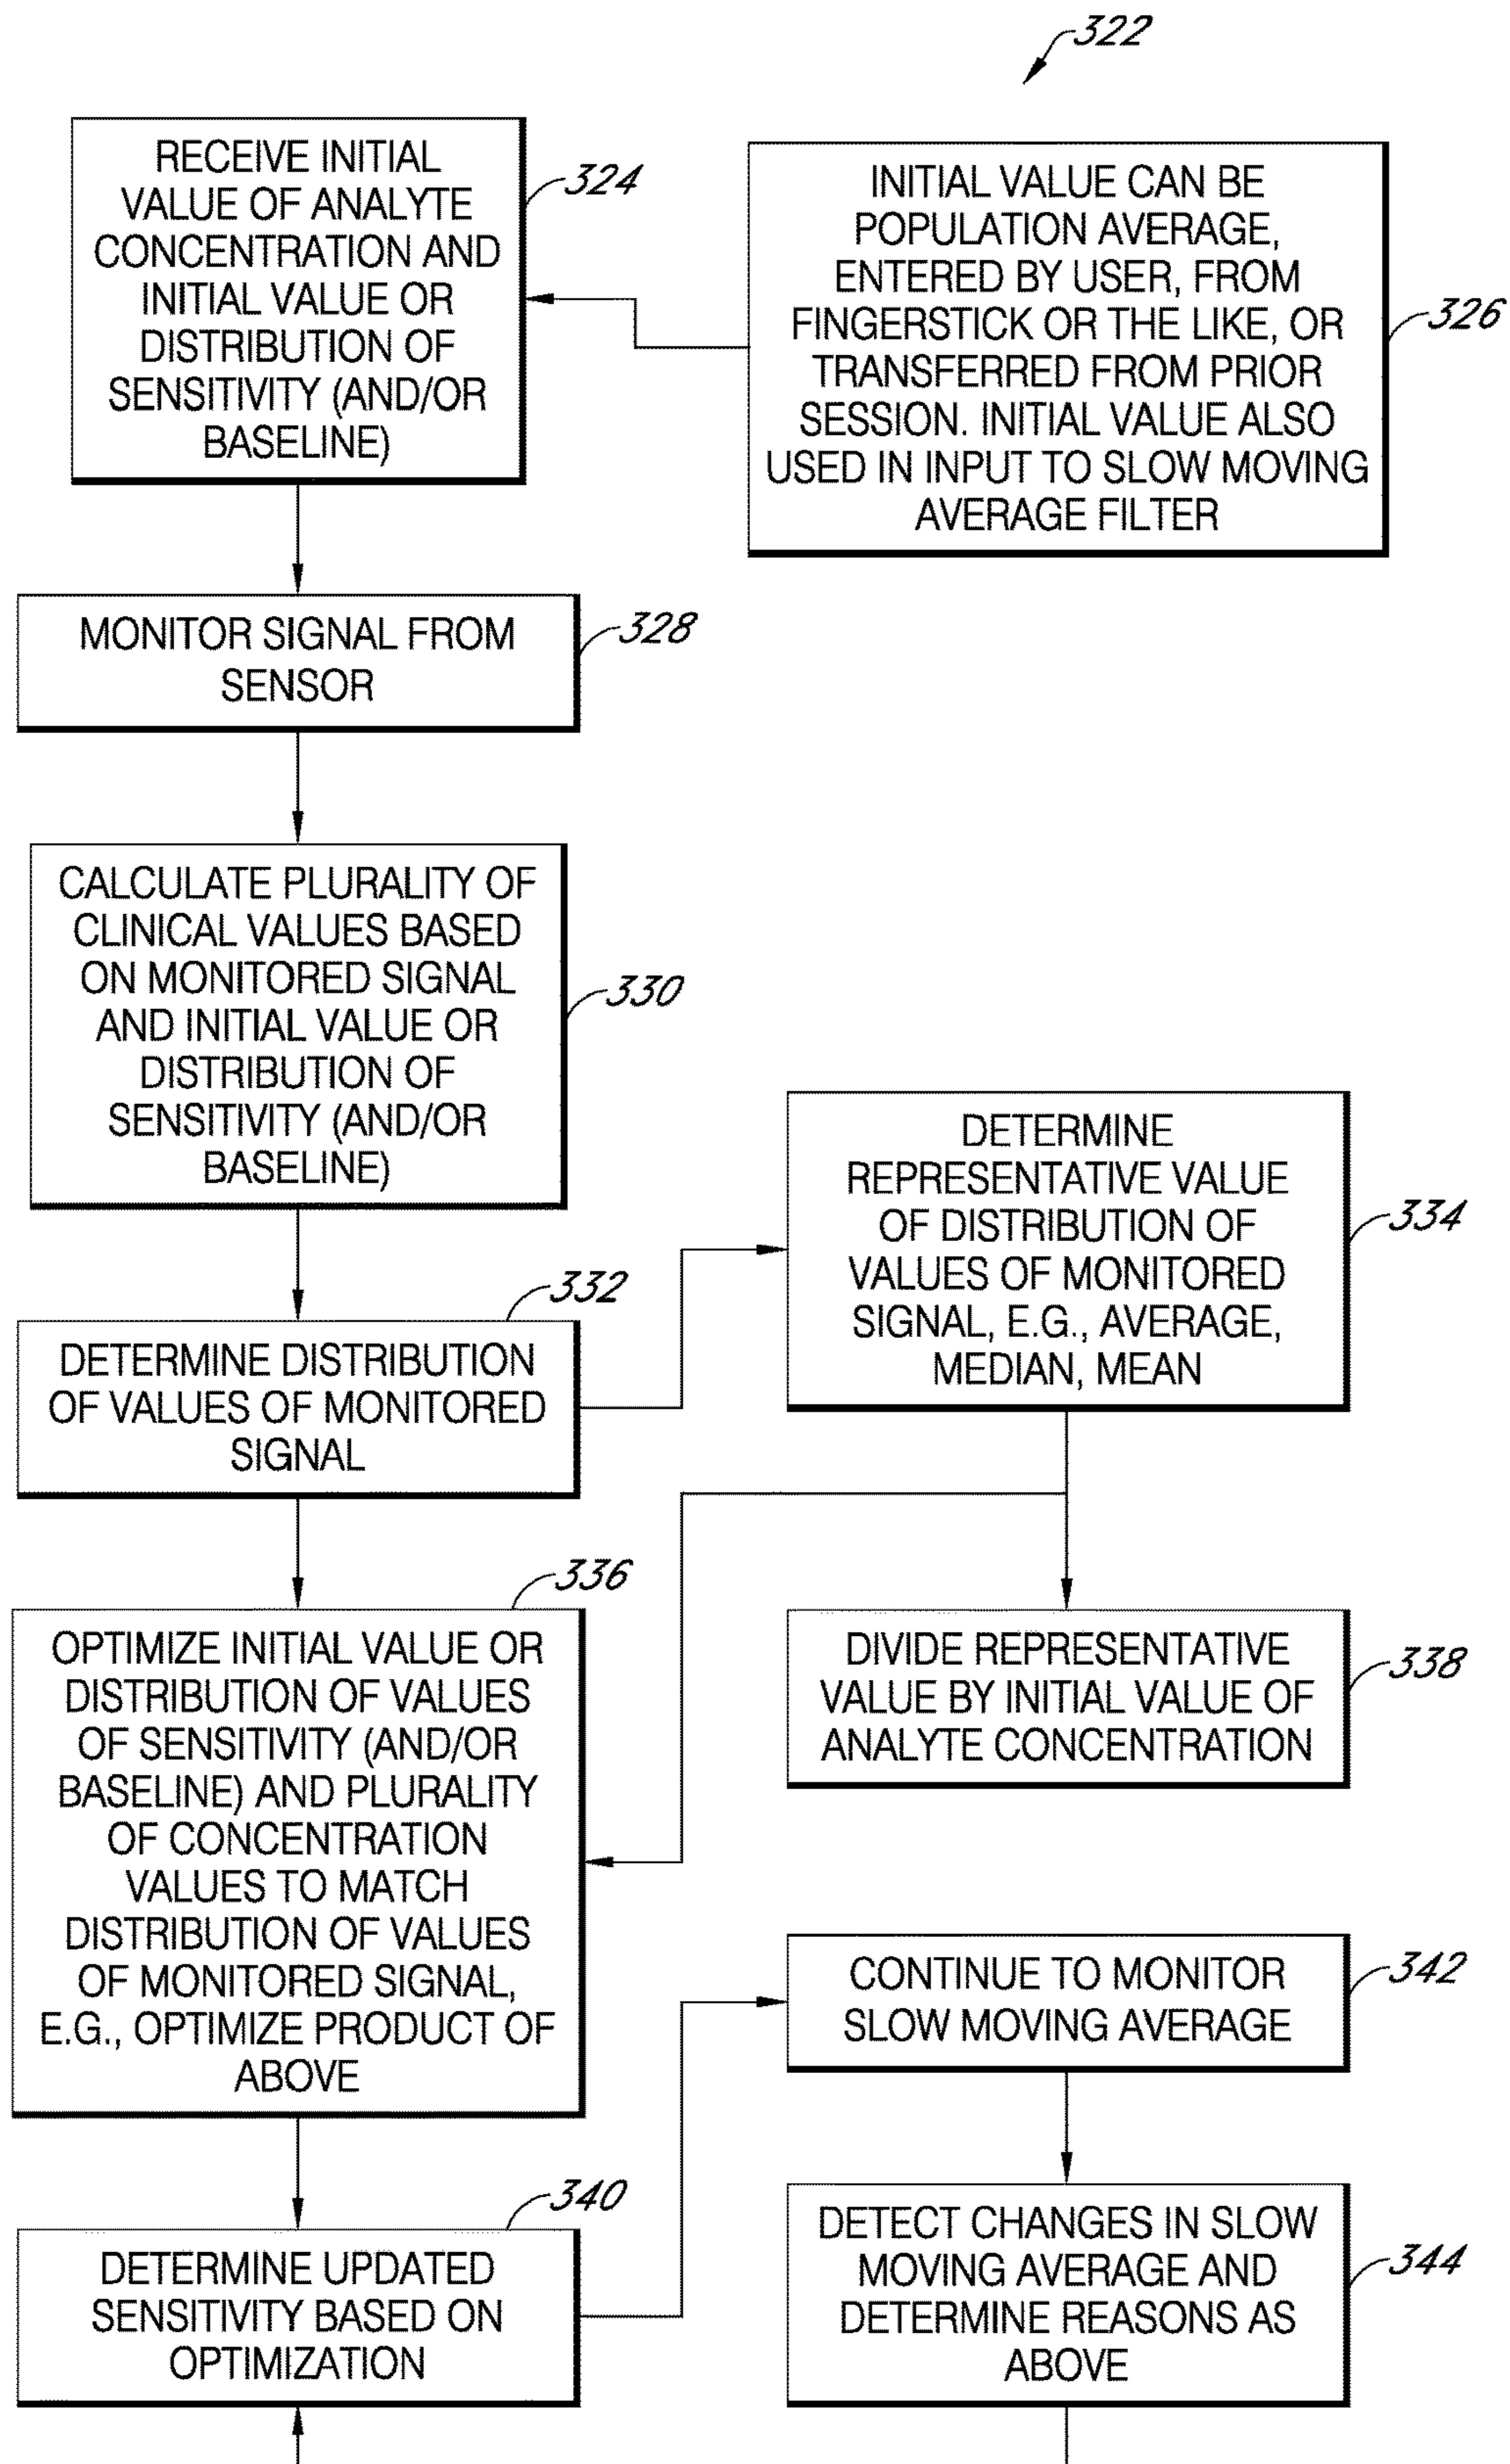 322
RECEIVE INITIAL
VALUE OF ANALYTE
CONCENTRATION AND
INITIAL VALUE OR
DISTRIBUTION OF
SENSITIVITY (AND/OR
BASELINE)
324
INITIAL VALUE CAN BE
POPULATION AVERAGE,
ENTERED BY USER, FROM
FINGERSTICK OR THE LIKE, OR
TRANSFERRED FROM PRIOR
SESSION. INITIAL VALUE ALSO
USED IN INPUT TO SLOW MOVING
AVERAGE FILTER
326
MONITOR SIGNAL FROM
SENSOR
328
CALCULATE PLURALITY OF
CLINICAL VALUES BASED
ON MONITORED SIGNAL
AND INITIAL VALUE OR
DISTRIBUTION OF
SENSITIVITY (AND/OR
BASELINE)
330
332
DETERMINE DISTRIBUTION
OF VALUES OF MONITORED
SIGNAL
DETERMINE
REPRESENTATIVE VALUE
OF DISTRIBUTION OF
VALUES OF MONITORED
SIGNAL, E.G., AVERAGE,
MEDIAN, MEAN
334
336
OPTIMIZE INITIAL VALUE OR
DISTRIBUTION OF VALUES
OF SENSITIVITY (AND/OR
BASELINE) AND PLURALITY
OF CONCENTRATION
VALUES TO MATCH
DISTRIBUTION OF VALUES
OF MONITORED SIGNAL,
E.G., OPTIMIZE PRODUCT OF
ABOVE
DIVIDE REPRESENTATIVE
VALUE BY INITIAL VALUE OF
ANALYTE CONCENTRATION
338
340
DETERMINE UPDATED
SENSITIVITY BASED ON
OPTIMIZATION
CONTINUE TO MONITOR
SLOW MOVING AVERAGE
342
DETECT CHANGES IN SLOW
MOVING AVERAGE AND
DETERMINE REASONS AS
ABOVE
344